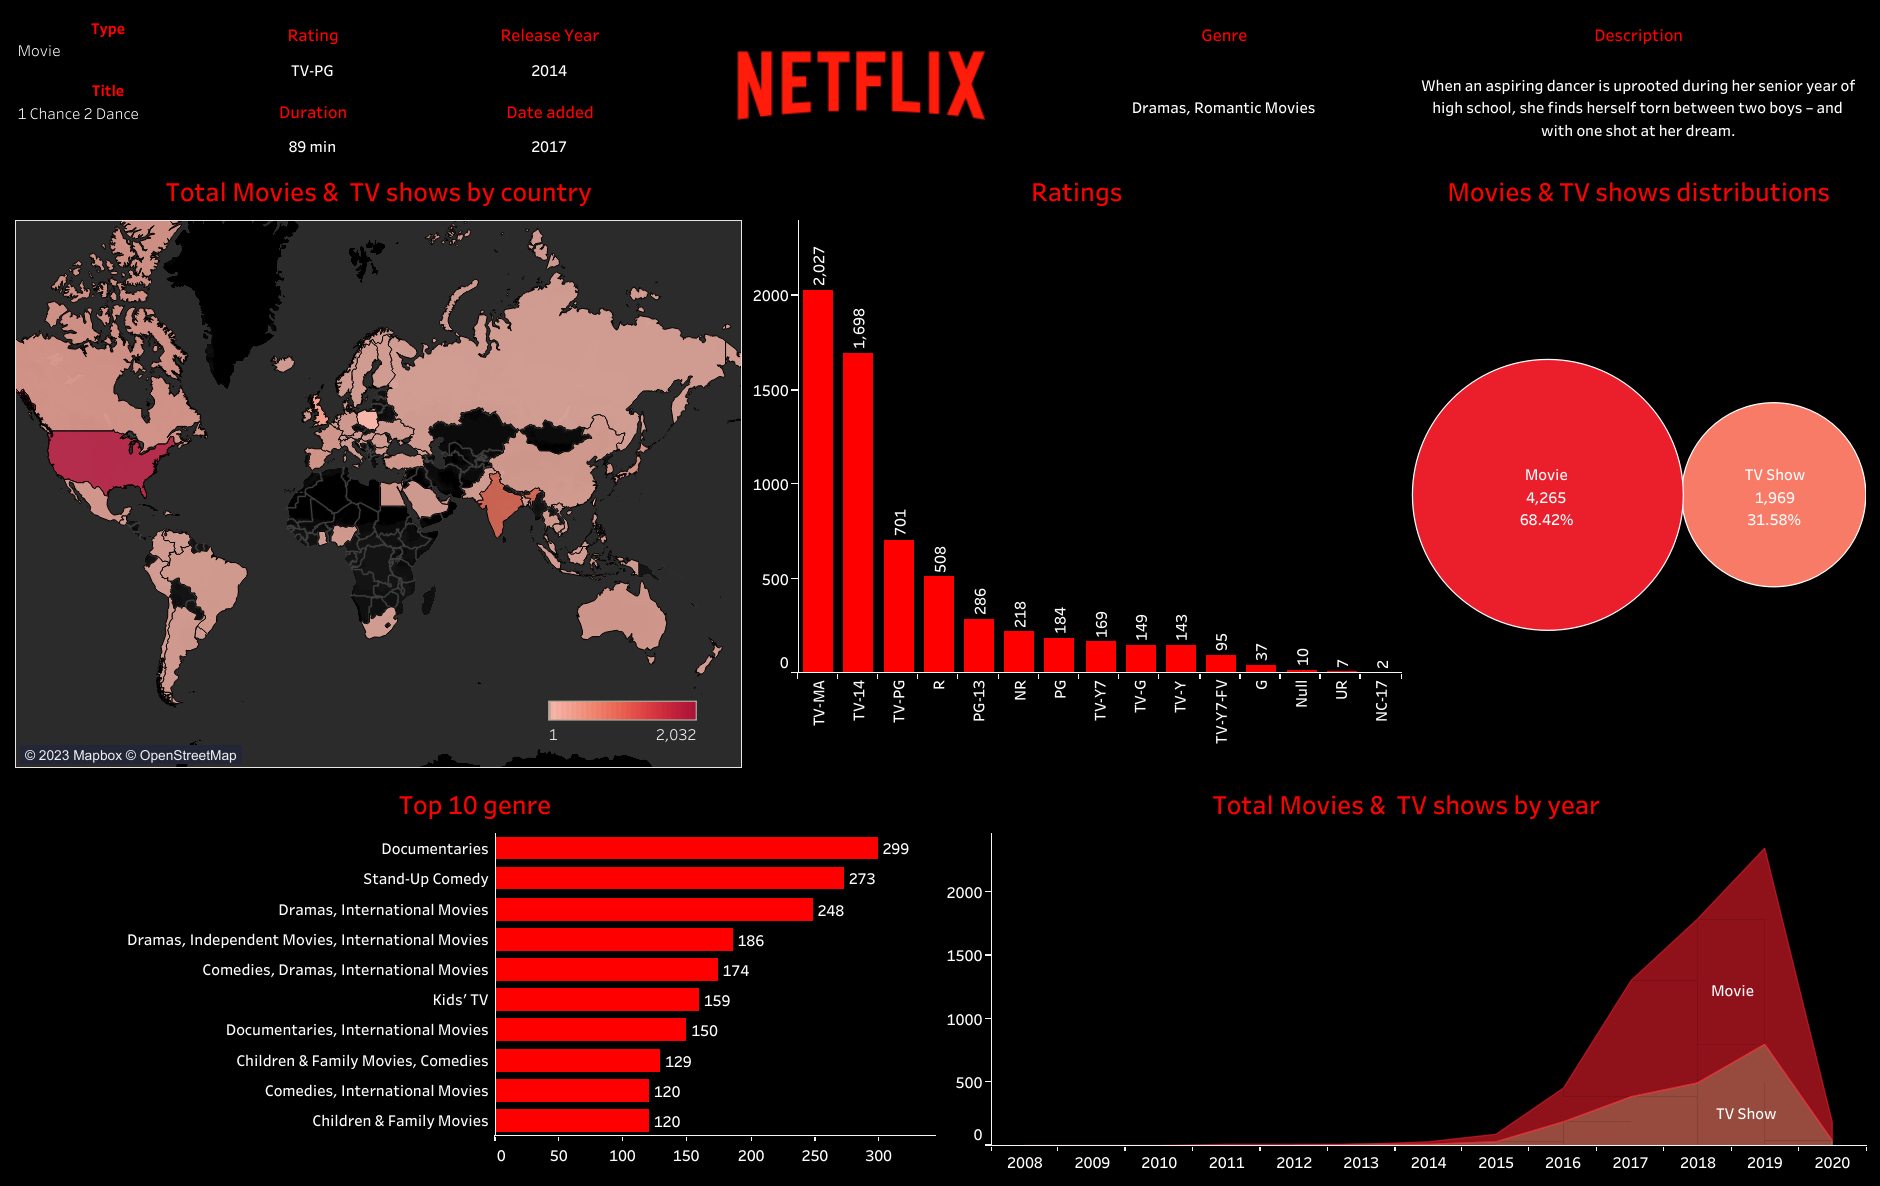 Type
Movie
Title
1 Chance 2 Dance
Rating
TV-PG
Duration
89 min
Release Year
2014
Date added
2017
NETFLIX
Genre
Dramas, Romantic Movies
Description
When an aspiring dancer is uprooted during her senior year of
high school, she finds herself torn between two boys – and
with one shot at her dream.
Total Movies & TV shows by country
1
2,032
© 2023 Mapbox © OpenStreetMap
Ratings
2000
1500
1000
500
0
2,027
1,698
701
508
286
218
184
169
149
143
95
37
10
7
2
TV-MA
TV-14
TV-PG
R
PG-13
NR
PG
TV-Y7
TV-G
TV-Y
TV-Y7-FV
G
Null
UR
NC-17
Movies & TV shows distributions
Movie
4,265
68.42%
TV Show
1,969
31.58%
Top 10 genre
Documentaries 299
Stand-Up Comedy 273
Dramas, International Movies 248
Dramas, Independent Movies, International Movies 186
Comedies, Dramas, International Movies 174
Kids' TV 159
Documentaries, International Movies 150
Children & Family Movies, Comedies 129
Comedies, International Movies 120
Children & Family Movies 120
0 50 100 150 200 250 300
Total Movies & TV shows by year
2000
1500
1000
500
0
Movie
TV Show
2008 2009 2010 2011 2012 2013 2014 2015 2016 2017 2018 2019 2020